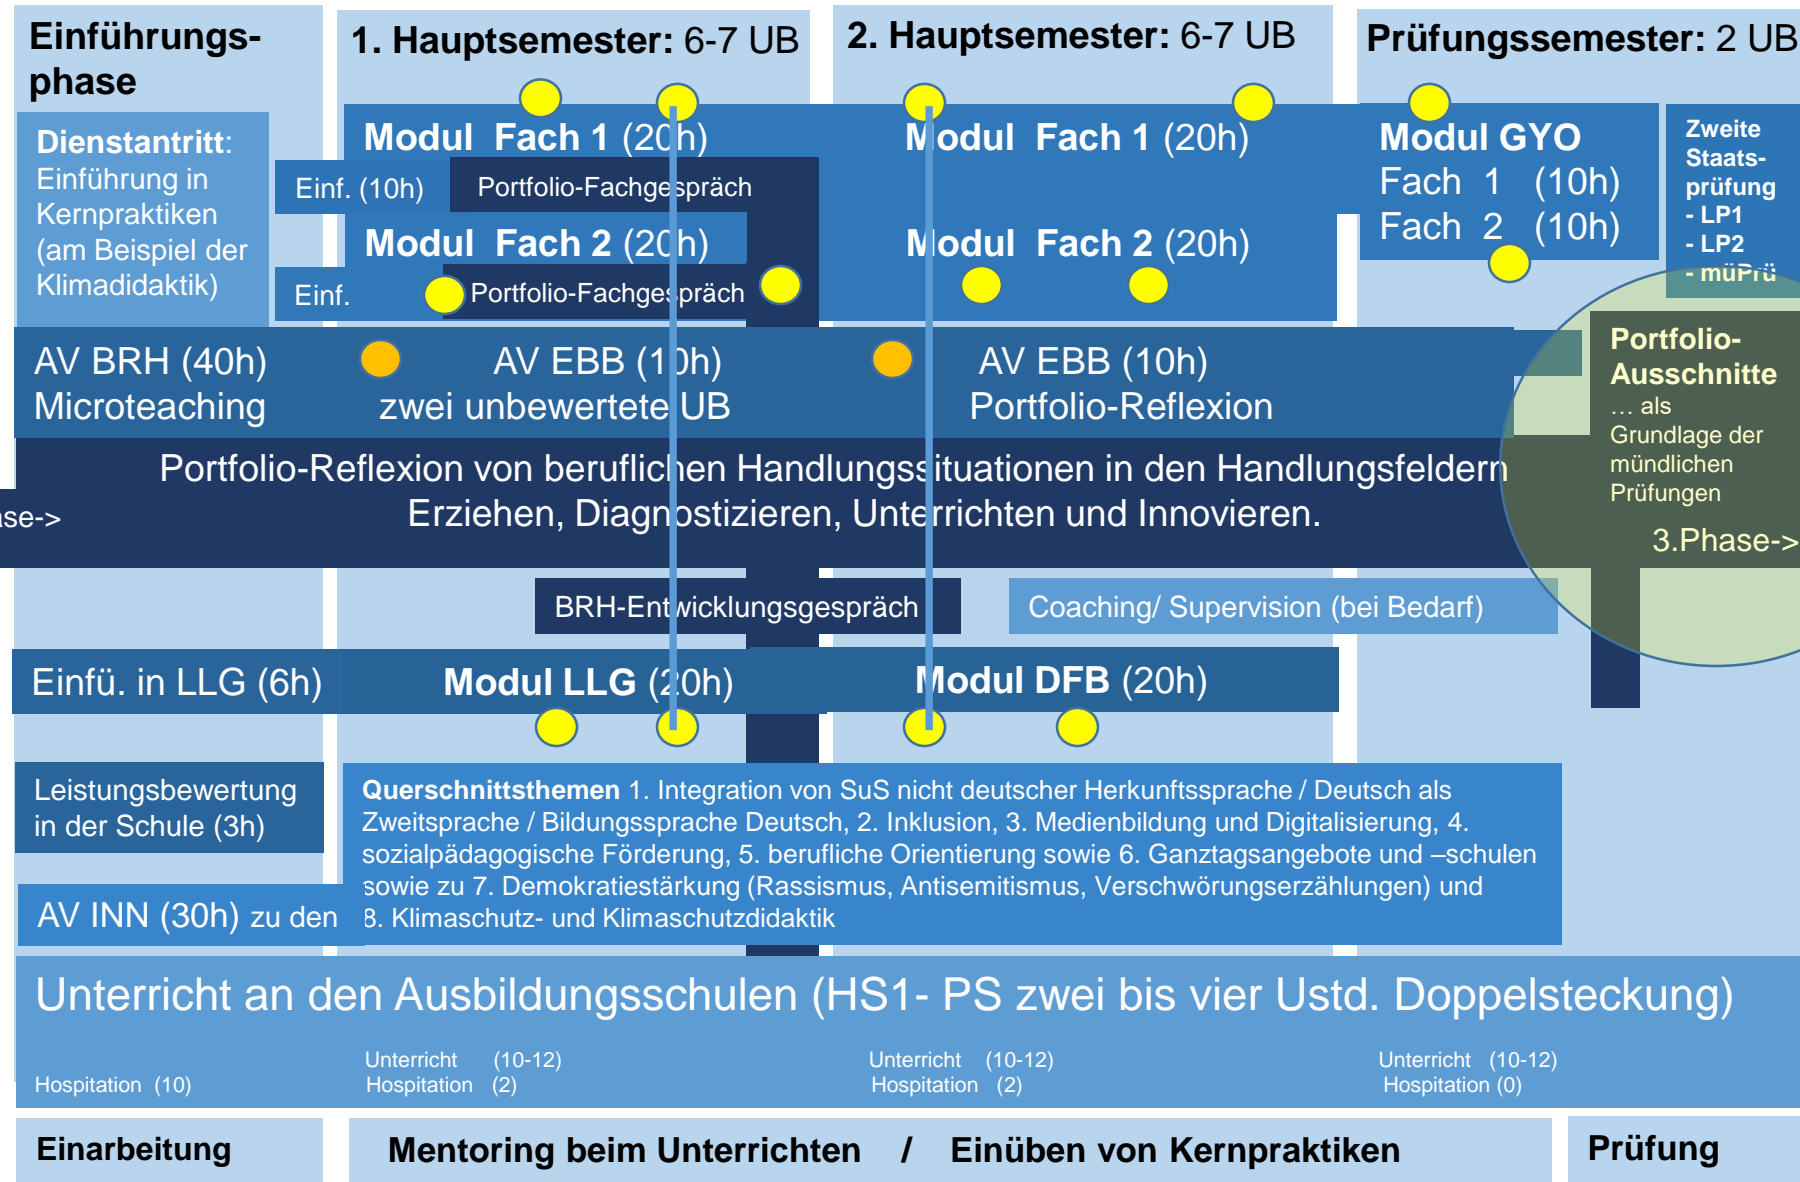 Einführungs-
phase
1. Hauptsemester: 6-7 UB
2. Hauptsemester: 6-7 UB
Prüfungssemester: 2 UB
Dienstantritt:
Einführung in
Kernpraktiken
(am Beispiel der
Klimadidaktik)
Modul Fach 1 (20h)
Einf. (10h)
Portfolio-Fachgespräch
Modul Fach 2 (20h)
Einf.
Portfolio-Fachgespräch
Modul Fach 1 (20h)
Modul Fach 2 (20h)
Modul GYO
Fach 1 (10h)
Fach 2 (10h)
Zweite
Staats-
prüfung
- LP1
- LP2
- müPrü
AV BRH (40h)
Microteaching
AV EBB (10h)
zwei unbewertete UB
AV EBB (10h)
Portfolio-Reflexion
Portfolio-
Ausschnitte
… als
Grundlage der
mündlichen
Prüfungen
3.Phase->
Portfolio-Reflexion von beruflichen Handlungssituationen in den Handlungsfeldern
Erziehen, Diagnostizieren, Unterrichten und Innovieren.
se->
BRH-Entwicklungsgespräch
Coaching/ Supervision (bei Bedarf)
Einfü. in LLG (6h)
Modul LLG (20h)
Modul DFB (20h)
Leistungsbewertung
in der Schule (3h)
AV INN (30h) zu den
Querschnittsthemen 1. Integration von SuS nicht deutscher Herkunftssprache / Deutsch als
Zweitsprache / Bildungssprache Deutsch, 2. Inklusion, 3. Medienbildung und Digitalisierung, 4.
sozialpädagogische Förderung, 5. berufliche Orientierung sowie 6. Ganztagsangebote und –schulen
sowie zu 7. Demokratiestärkung (Rassismus, Antisemitismus, Verschwörungserzählungen) und
8. Klimaschutz- und Klimaschutzdidaktik
Unterricht an den Ausbildungsschulen (HS1- PS zwei bis vier Ustd. Doppelsteckung)
Hospitation (10)
Unterricht (10-12)
Hospitation (2)
Unterricht (10-12)
Hospitation (2)
Unterricht (10-12)
Hospitation (0)
Einarbeitung
Mentoring beim Unterrichten / Einüben von Kernpraktiken
Prüfung